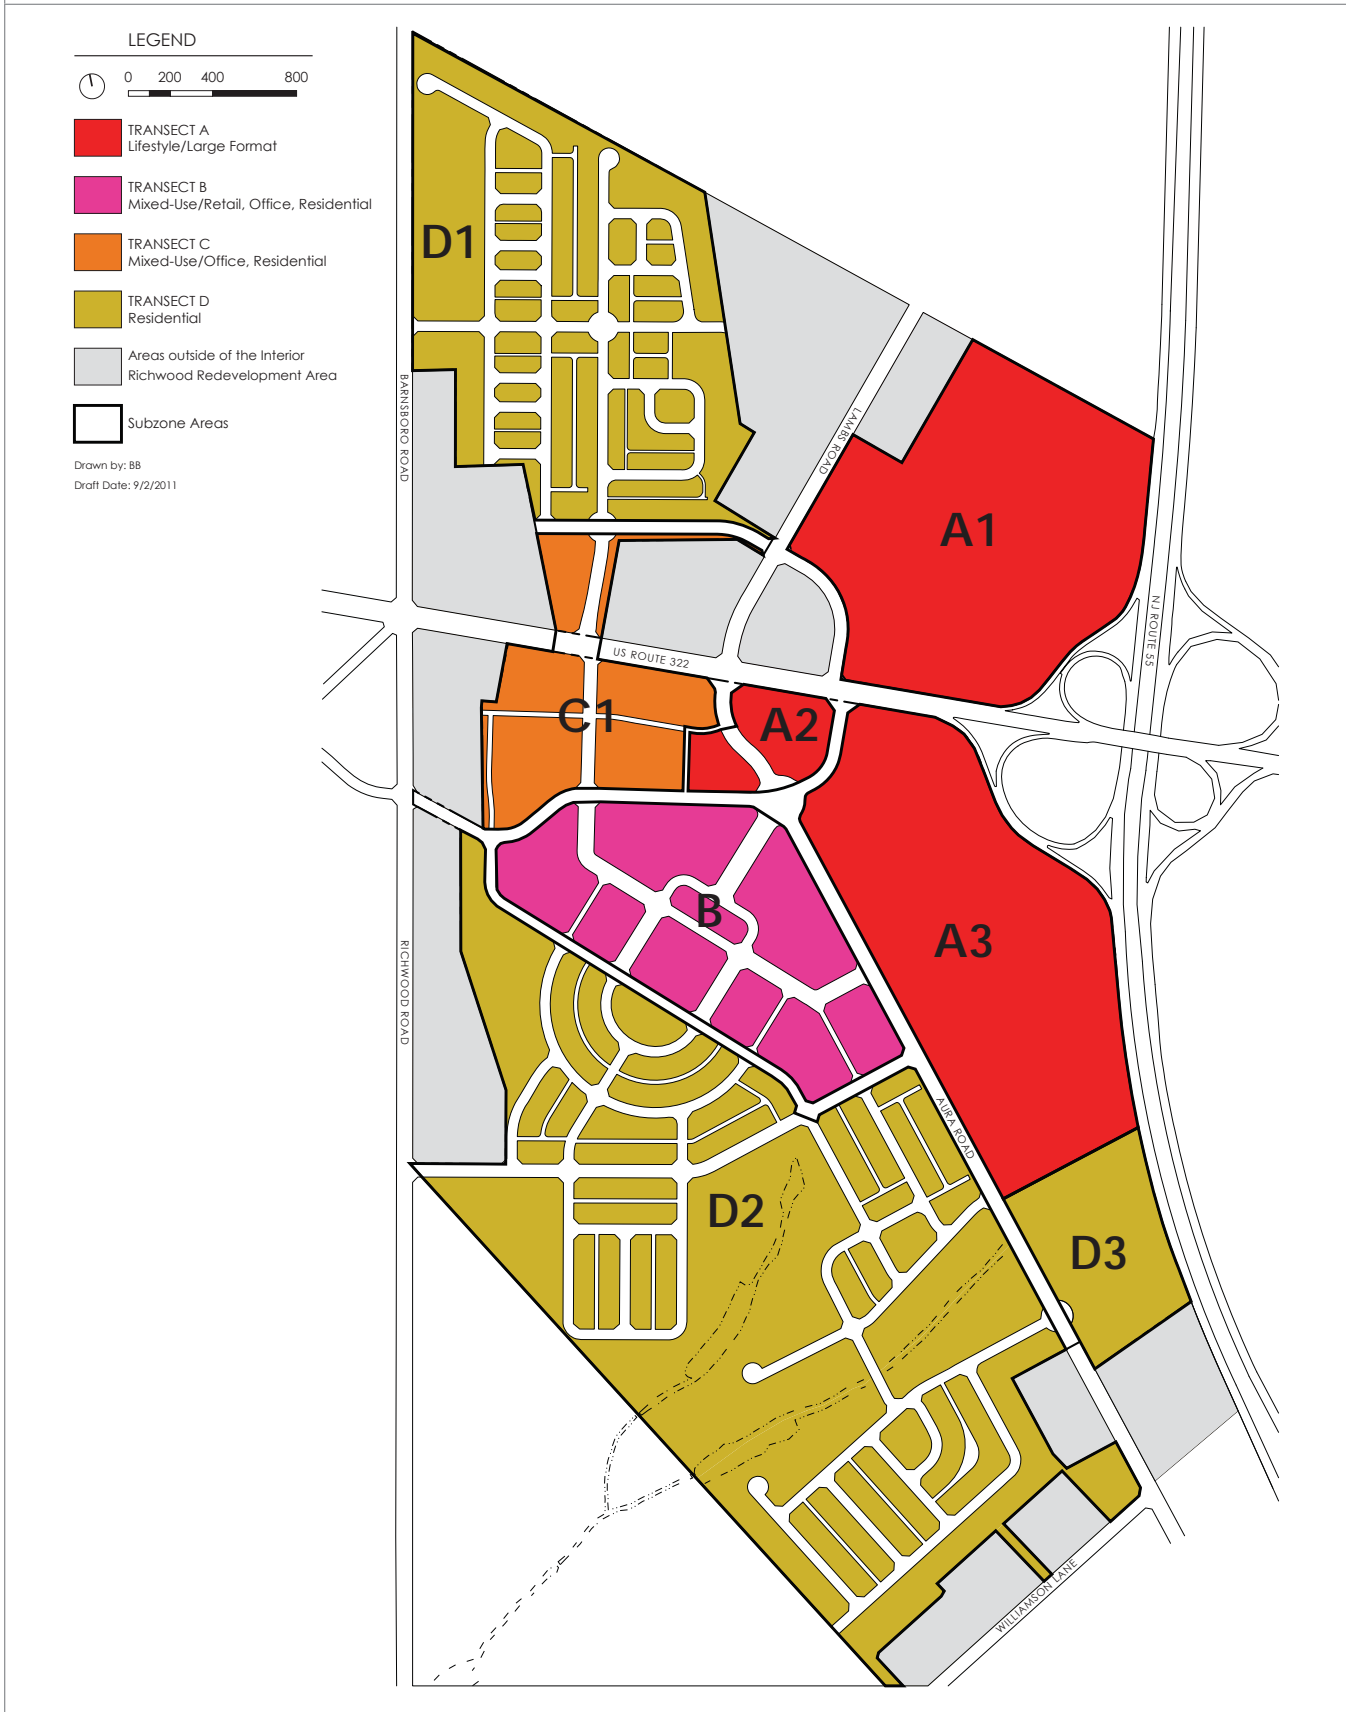 LEGEND
0 200 400 800
TRANSECT A
Lifestyle/Large Format
TRANSECT B
Mixed-Use/Retail, Office, Residential
TRANSECT C
Mixed-Use/Office, Residential
TRANSECT D
Residential
Areas outside of the Interior
Richwood Redevelopment Area
Subzone Areas
Drawn by: BB
Draft Date: 9/2/2011
D1
BARNSBORO ROAD
LAMBS ROAD
A1
NJ ROUTE 55
US ROUTE 322
C1
A2
B
A3
RICHWOOD ROAD
AURA ROAD
D2
D3
WILLIAMSON LANE